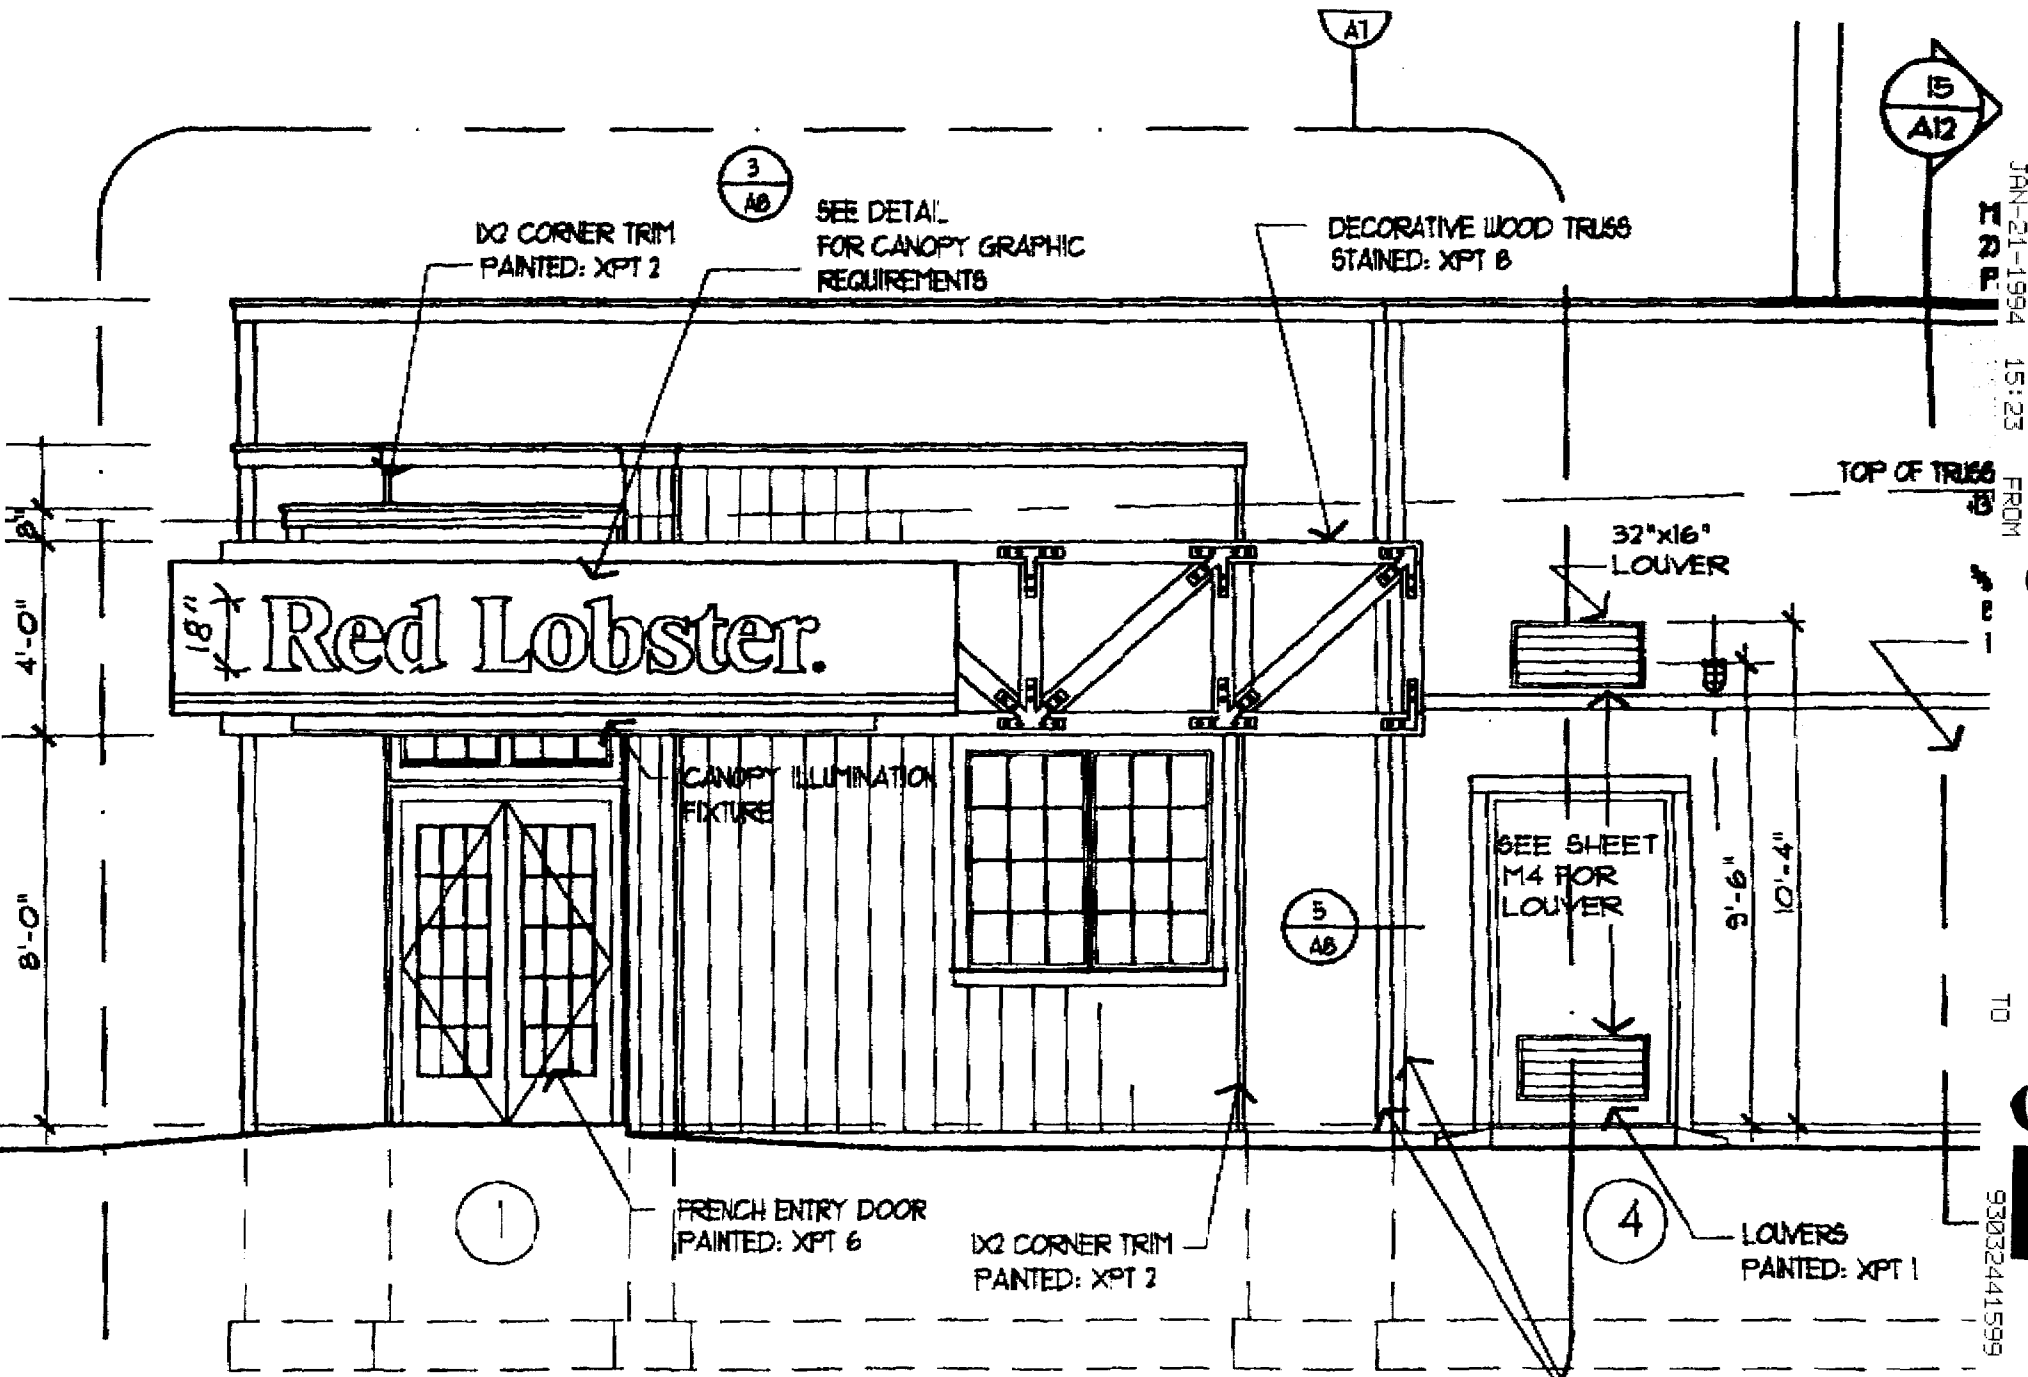 A7
15
A12
3
A8
SEE DETAIL
FOR CANOPY GRAPHIC
REQUIREMENTS
1X2 CORNER TRIM
PAINTED: XPT 2
DECORATIVE WOOD TRUSS
STAINED: XPT 8
JAN-21-1994 15:23 FROM TO 93032441599
TOP OF TRUSS
32"x16"
LOUVER
8"
4'-0"
8'-0"
18"
Red Lobster.
CANOPY ILLUMINATION
FIXTURE
SEE SHEET
M4 FOR
LOUVER
9'-6"
10'-4"
5
A8
1
FRENCH ENTRY DOOR
PAINTED: XPT 6
1X2 CORNER TRIM
PAINTED: XPT 2
4
LOUVERS
PAINTED: XPT 1